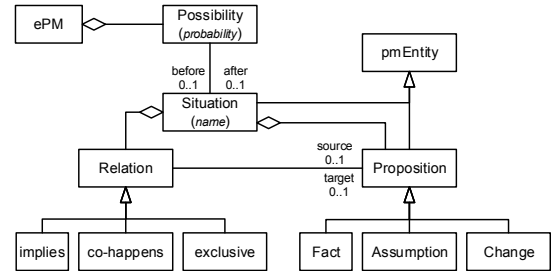 ePM
Possibility
(probability)
pmEntity
before
0..1
after
0..1
Situation
(name)
source
0..1
Relation
target
0..1
Proposition
implies
co-happens
exclusive
Fact
Assumption
Change